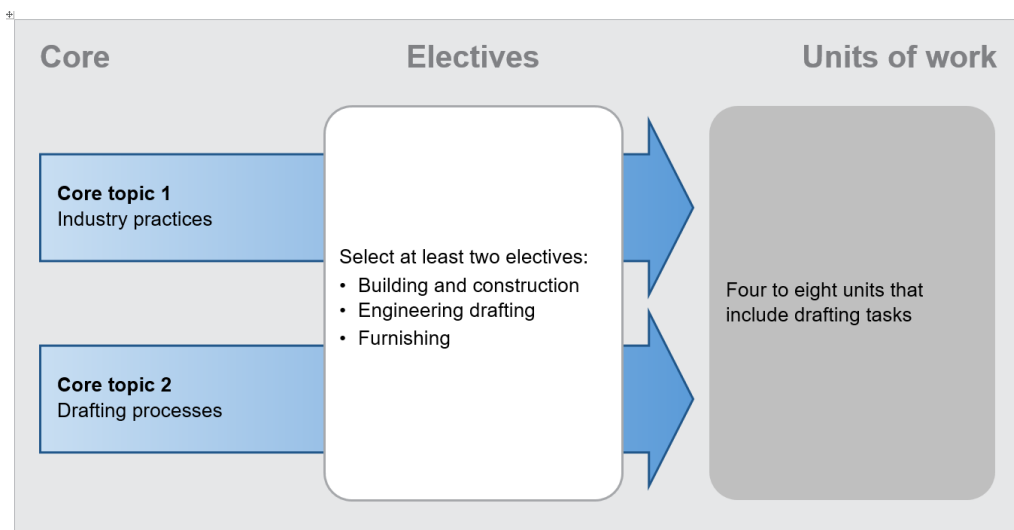 Core
Electives
Units of work
Core topic 1
Industry practices
Core topic 2
Drafting processes
Select at least two electives:
• Building and construction
• Engineering drafting
• Furnishing
Four to eight units that
include drafting tasks